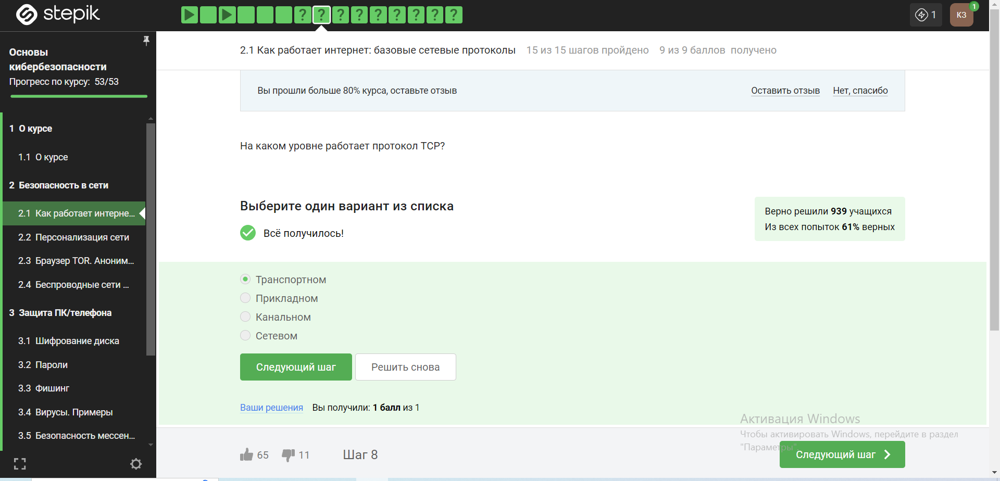 stepik
? ? ? ? ? ? ? ? ?
1
КЗ
1
Основы
кибербезопасности
Прогресс по курсу: 53/53
1 О курсе
1.1 О курсе
2 Безопасность в сети
2.1 Как работает интерне...
2.2 Персонализация сети
2.3 Браузер TOR. Аноним...
2.4 Беспроводные сети ...
3 Защита ПК/телефона
3.1 Шифрование диска
3.2 Пароли
3.3 Фишинг
3.4 Вирусы. Примеры
3.5 Безопасность мессен...
2.1 Как работает интернет: базовые сетевые протоколы 15 из 15 шагов пройдено 9 из 9 баллов получено
Вы прошли больше 80% курса, оставьте отзыв Оставить отзыв Нет, спасибо
На каком уровне работает протокол TCP?
Выберите один вариант из списка
Всё получилось!
Верно решили 939 учащихся
Из всех попыток 61% верных
Транспортном
Прикладном
Канальном
Сетевом
Следующий шаг Решить снова
Ваши решения Вы получили: 1 балл из 1
Активация Windows
Чтобы активировать Windows, перейдите в раздел
"Параметры".
65 11 Шаг 8
Следующий шаг